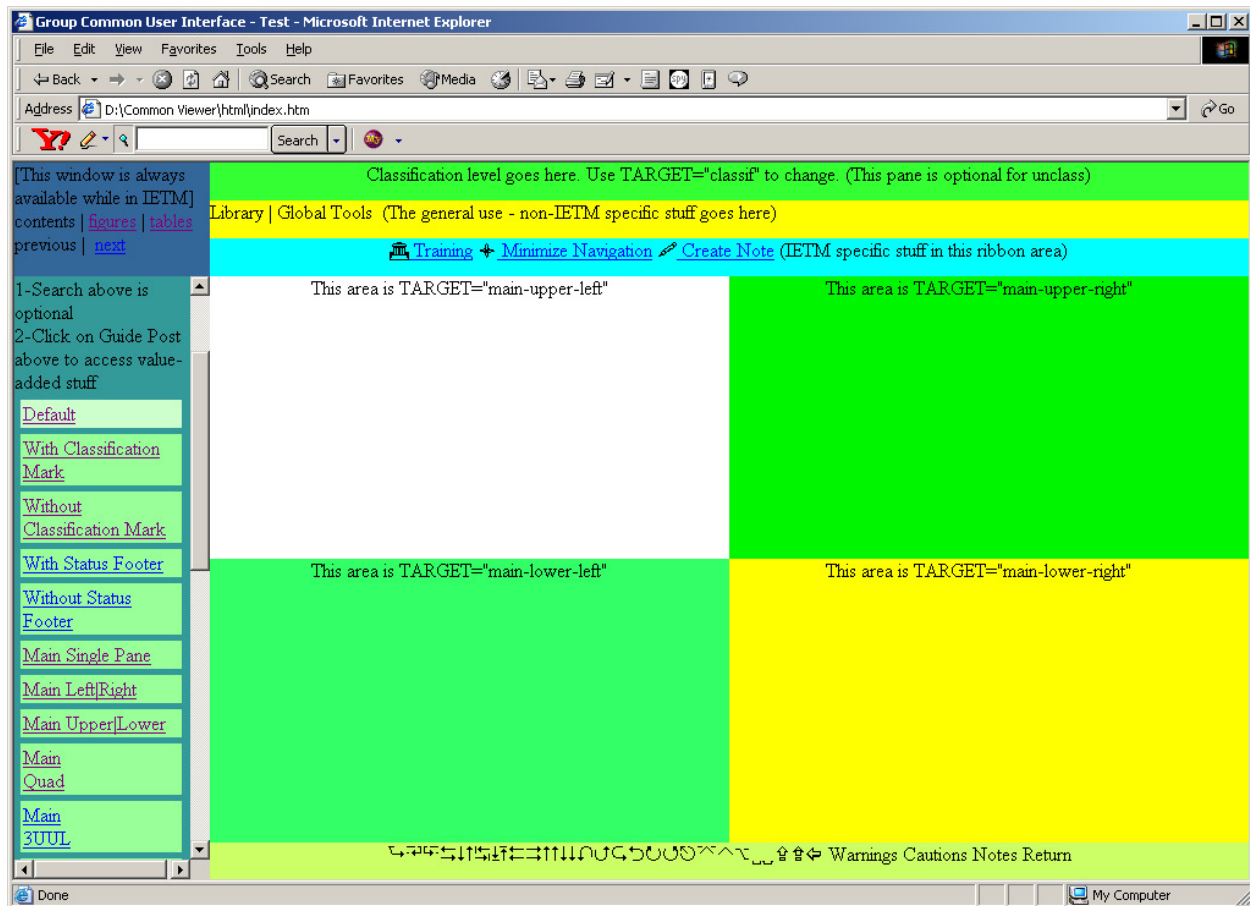 Group Common User Interface - Test - Microsoft Internet Explorer
File Edit View Favorites Tools Help
Back Search Favorites Media
Address D:\Common Viewer\html\index.htm Go
Y! Search
[This window is always
available while in IETM]
contents | figures | tables
previous | next
Classification level goes here. Use TARGET="classif" to change. (This pane is optional for unclass)
Library | Global Tools (The general use - non-IETM specific stuff goes here)
Training Minimize Navigation Create Note (IETM specific stuff in this ribbon area)
1-Search above is
optional
2-Click on Guide Post
above to access value-
added stuff
Default
With Classification
Mark
Without
Classification Mark
With Status Footer
Without Status
Footer
Main Single Pane
Main Left|Right
Main Upper|Lower
Main
Quad
Main
3UUL
This area is TARGET="main-upper-left"
This area is TARGET="main-upper-right"
This area is TARGET="main-lower-left"
This area is TARGET="main-lower-right"
Warnings Cautions Notes Return
Done My Computer